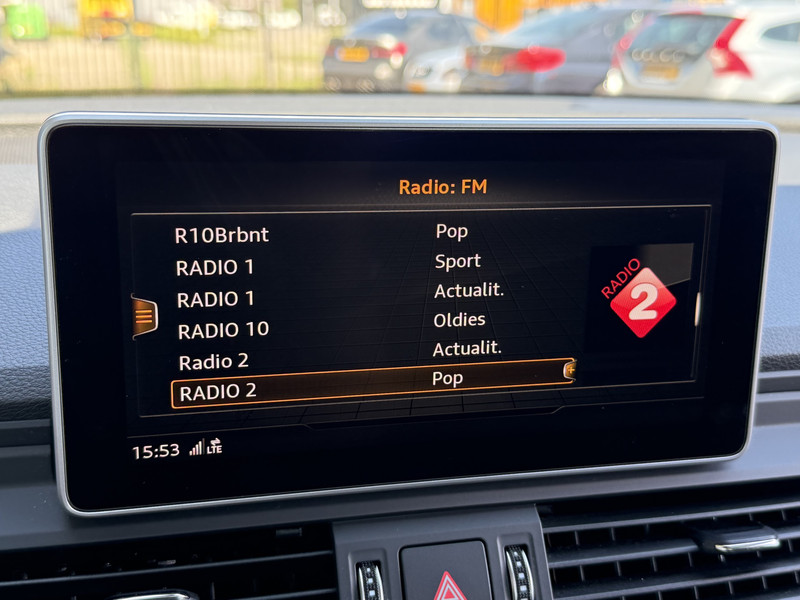 Radio: FM
R10Brbnt Pop
RADIO 1 Sport
RADIO 1 Actualit.
RADIO 10 Oldies
Radio 2 Actualit.
RADIO 2 Pop
RADIO
2
15:53 LTE